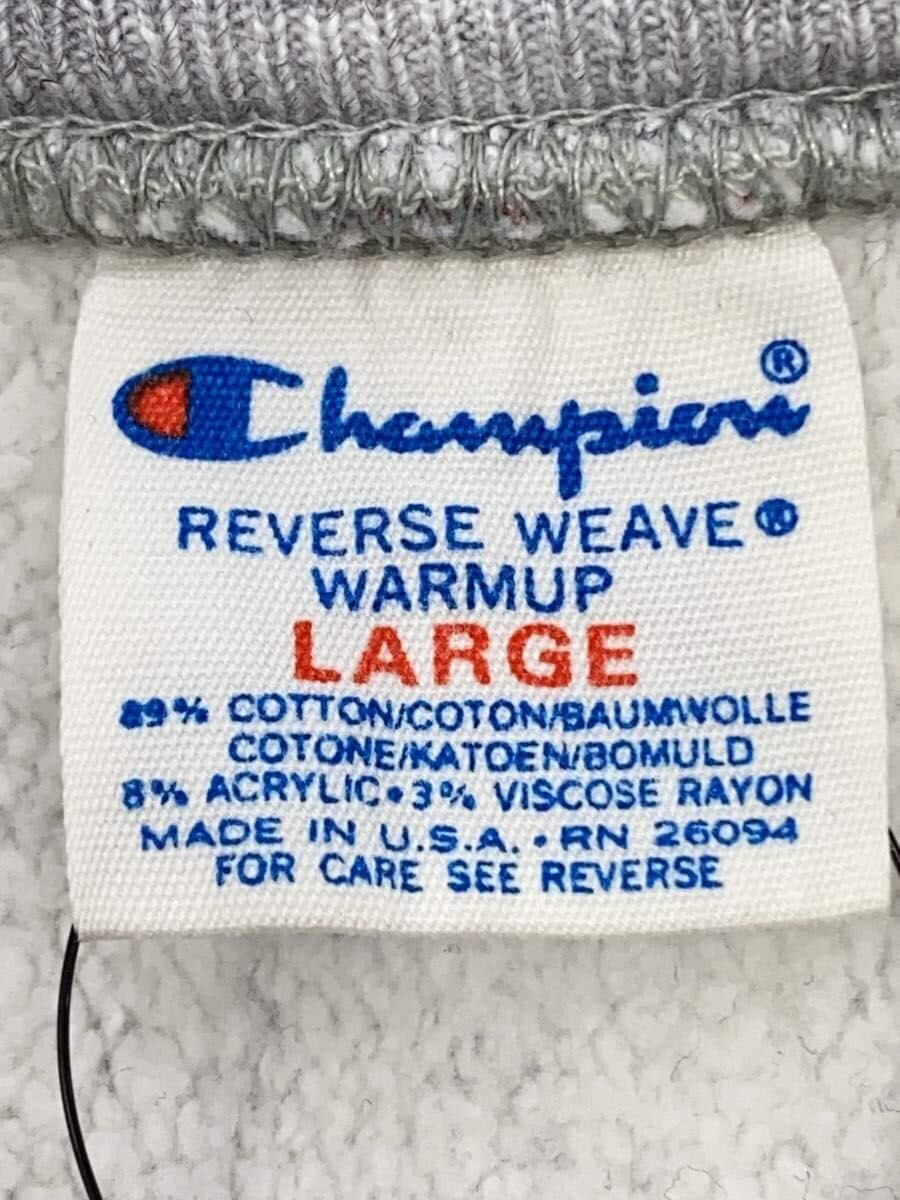 Champion®
REVERSE WEAVE®
WARMUP
LARGE
89% COTTON/COTON/BAUMWOLLE
COTONE/KATOEN/BOMULD
8% ACRYLIC•3% VISCOSE RAYON
MADE IN U.S.A.•RN 26094
FOR CARE SEE REVERSE